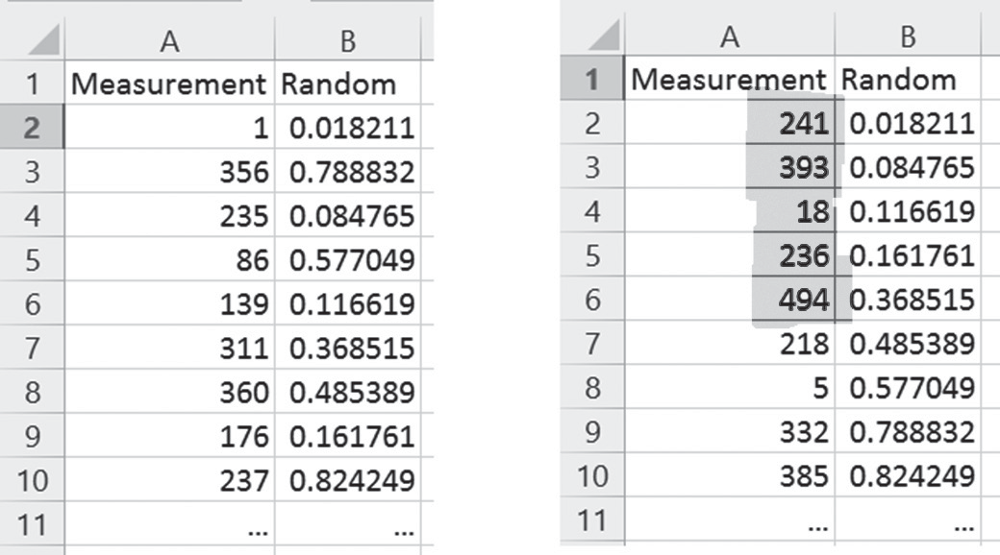 A B
1 Measurement Random
2 1 0.018211
3 356 0.788832
4 235 0.084765
5 86 0.577049
6 139 0.116619
7 311 0.368515
8 360 0.485389
9 176 0.161761
10 237 0.824249
11 ... ...
A B
1 Measurement Random
2 241 0.018211
3 393 0.084765
4 18 0.116619
5 236 0.161761
6 494 0.368515
7 218 0.485389
8 5 0.577049
9 332 0.788832
10 385 0.824249
11 ... ...